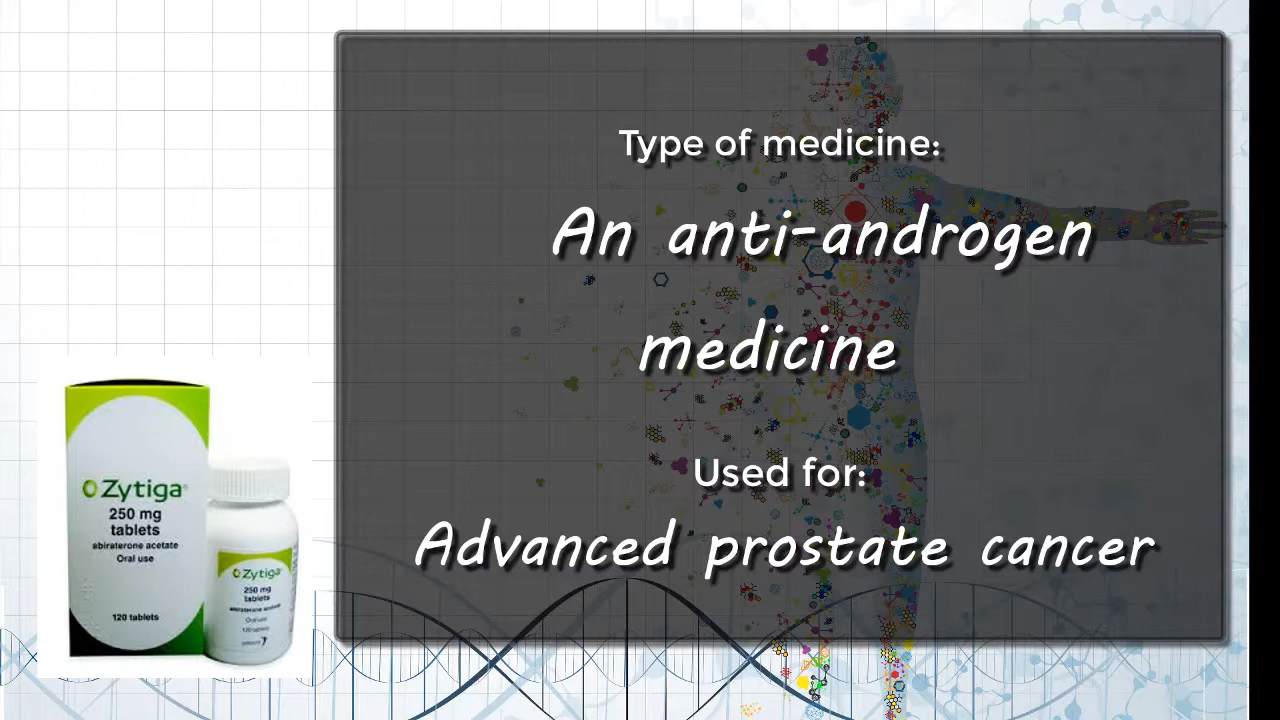 Type of medicine:
An anti-androgen
medicine
Used for:
Advanced prostate cancer
Zytiga®
250 mg
tablets
abiraterone acetate
Oral use
120 tablets
Zytiga®
250 mg
tablets
abiraterone acetate
Oral use
120 tablets